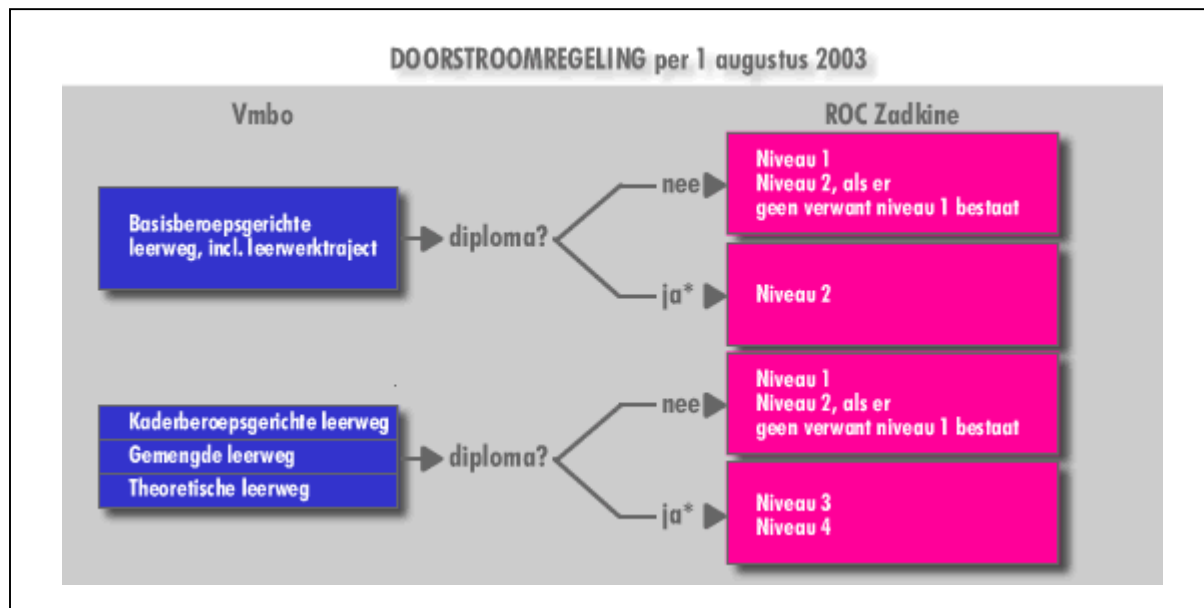 DOORSTROOMREGELING per 1 augustus 2003
Vmbo
ROC Zadkine
Basisberoepsgerichte
leerweg, incl. leerwerktraject
diploma?
nee
Niveau 1
Niveau 2, als er
geen verwant niveau 1 bestaat
ja*
Niveau 2
Kaderberoepsgerichte leerweg
Gemengde leerweg
Theoretische leerweg
diploma?
nee
Niveau 1
Niveau 2, als er
geen verwant niveau 1 bestaat
ja*
Niveau 3
Niveau 4